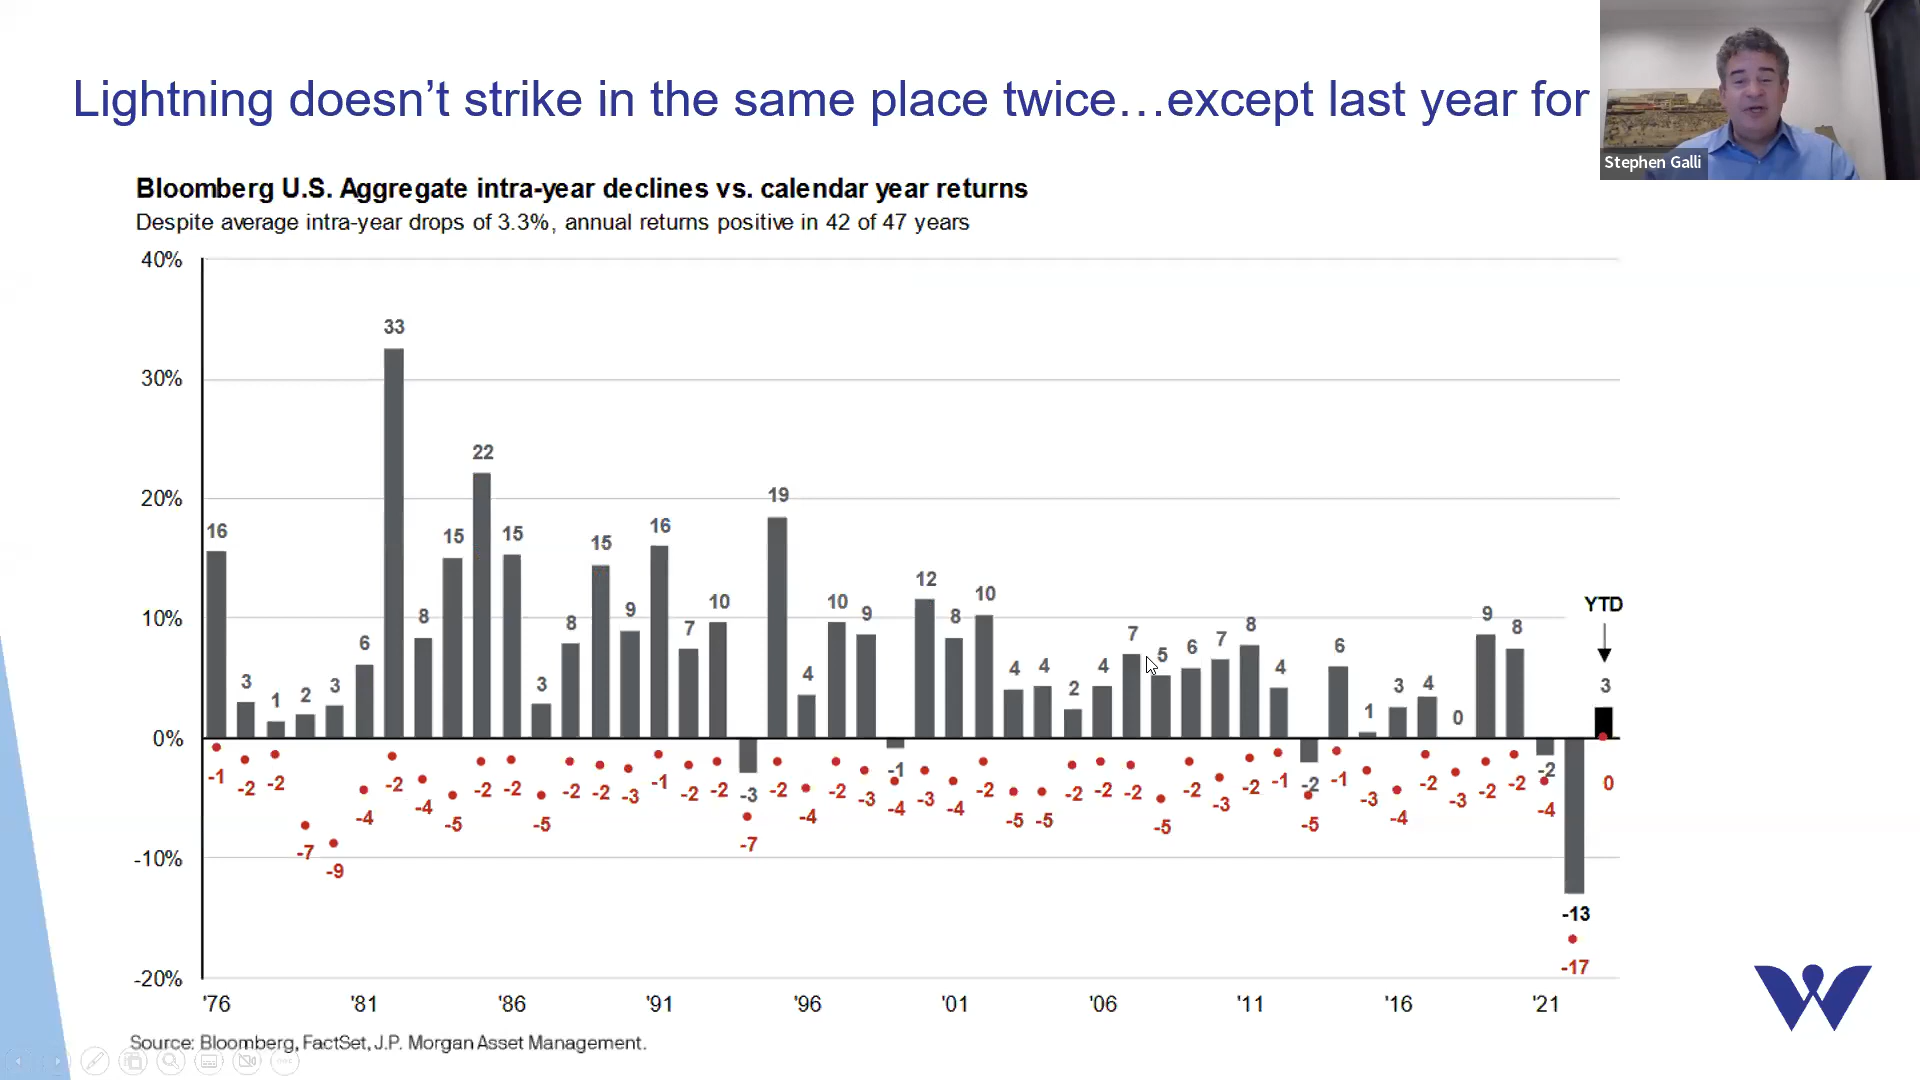 Lightning doesn’t strike in the same place twice…except last year for
Stephen Galli
Bloomberg U.S. Aggregate intra-year declines vs. calendar year returns
Despite average intra-year drops of 3.3%, annual returns positive in 42 of 47 years
40%
30%
20%
10%
0%
-10%
-20%
16 3 1 2 3 6 33 8 15 22 15 3 8 15 9 16 7 10 -3 19 4 10 9 -1 12 8 10 4 4 2 4 7 5 6 7 8 4 -2 6 1 3 4 0 9 8 -2 -13 3
YTD
-1 -2 -2 -7 -9 -4 -2 -4 -5 -2 -2 -5 -2 -2 -3 -1 -2 -2 -7 -2 -4 -2 -3 -4 -3 -4 -2 -5 -5 -2 -2 -2 -5 -2 -3 -2 -1 -5 -1 -3 -4 -2 -3 -2 -2 -4 -17 0
'76 '81 '86 '91 '96 '01 '06 '11 '16 '21
Source: Bloomberg, FactSet, J.P. Morgan Asset Management.